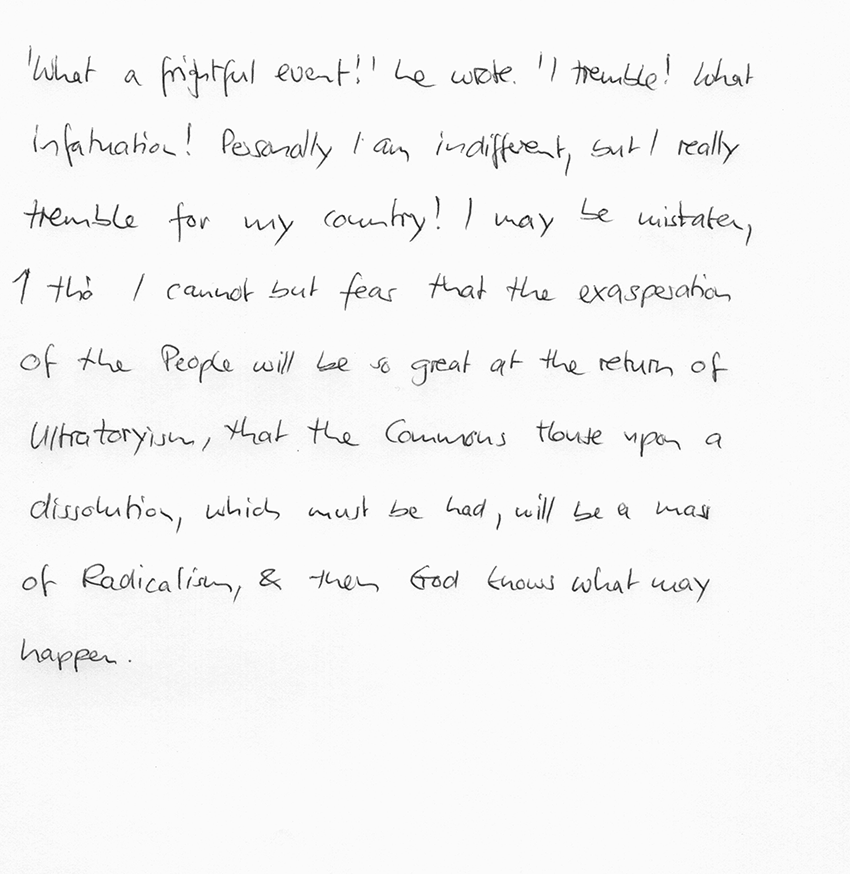 'What a frightful event!' he wrote. 'I tremble! What
infatuation! Personally I am indifferent, but I really
tremble for my country! I may be mistaken,
tho' I cannot but fear that the exasperation
of the People will be so great at the return of
Ultratoryism, that the Commons House upon a
dissolution, which must be had, will be a mass
of Radicalism, & then God knows what may
happen.